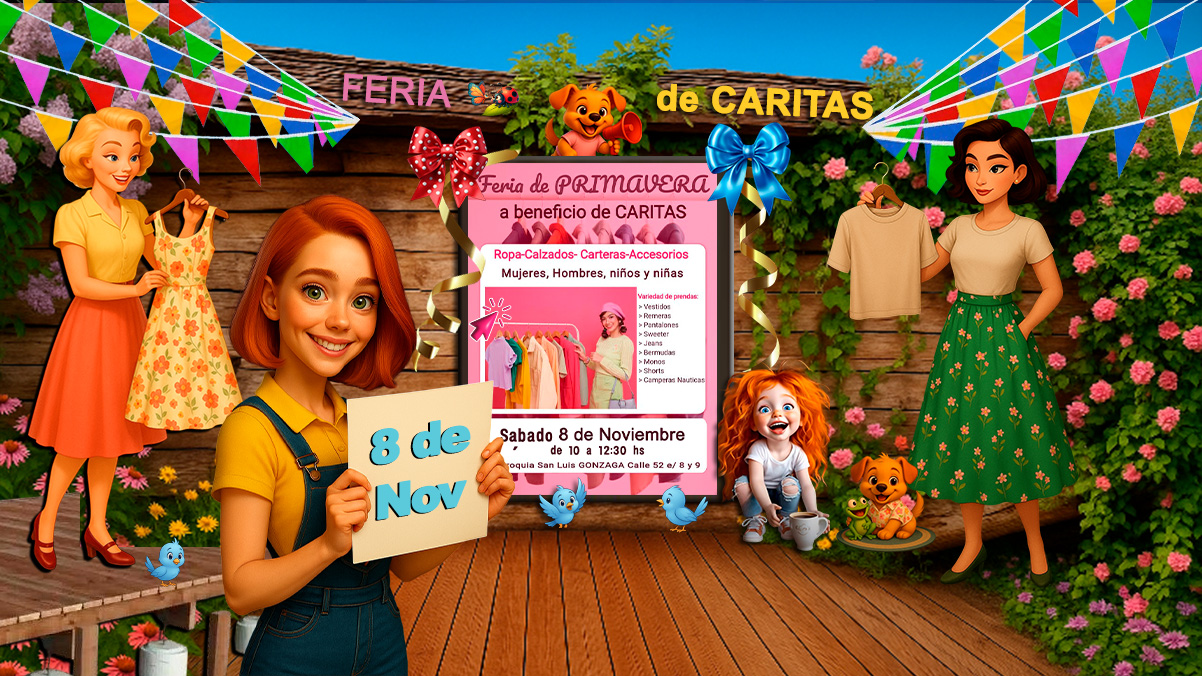 FERIA de CARITAS
Feria de PRIMAVERA
a beneficio de CARITAS
Ropa-Calzados- Carteras-Accesorios
Mujeres, Hombres, niños y niñas
Variedad de prendas:
> Vestidos
> Remeras
> Pantalones
> Sweeter
> Jeans
> Bermudas
> Monos
> Shorts
> Camperas Nauticas
8 de
Nov
Sabado 8 de Noviembre
de 10 a 12:30 hs
roquia San Luis GONZAGA Calle 52 e/ 8 y 9